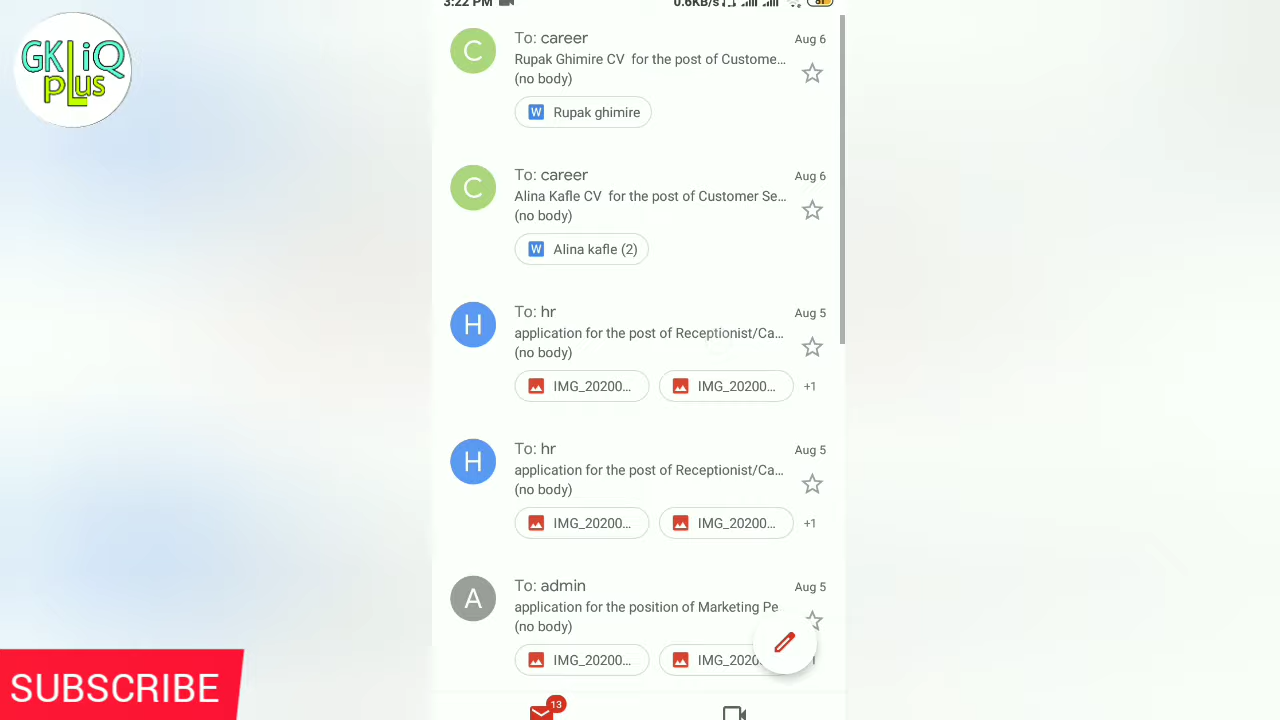 3:22 PM
0.6KB/s
GK iQ
pLus
C
To: career
Aug 6
Rupak Ghimire CV for the post of Custome...
(no body)
W Rupak ghimire
C
To: career
Aug 6
Alina Kafle CV for the post of Customer Se...
(no body)
W Alina kafle (2)
H
To: hr
Aug 5
application for the post of Receptionist/Ca...
(no body)
IMG_20200... IMG_20200... +1
H
To: hr
Aug 5
application for the post of Receptionist/Ca...
(no body)
IMG_20200... IMG_20200... +1
A
To: admin
Aug 5
application for the position of Marketing Pe
(no body)
IMG_20200... IMG_20
13
SUBSCRIBE